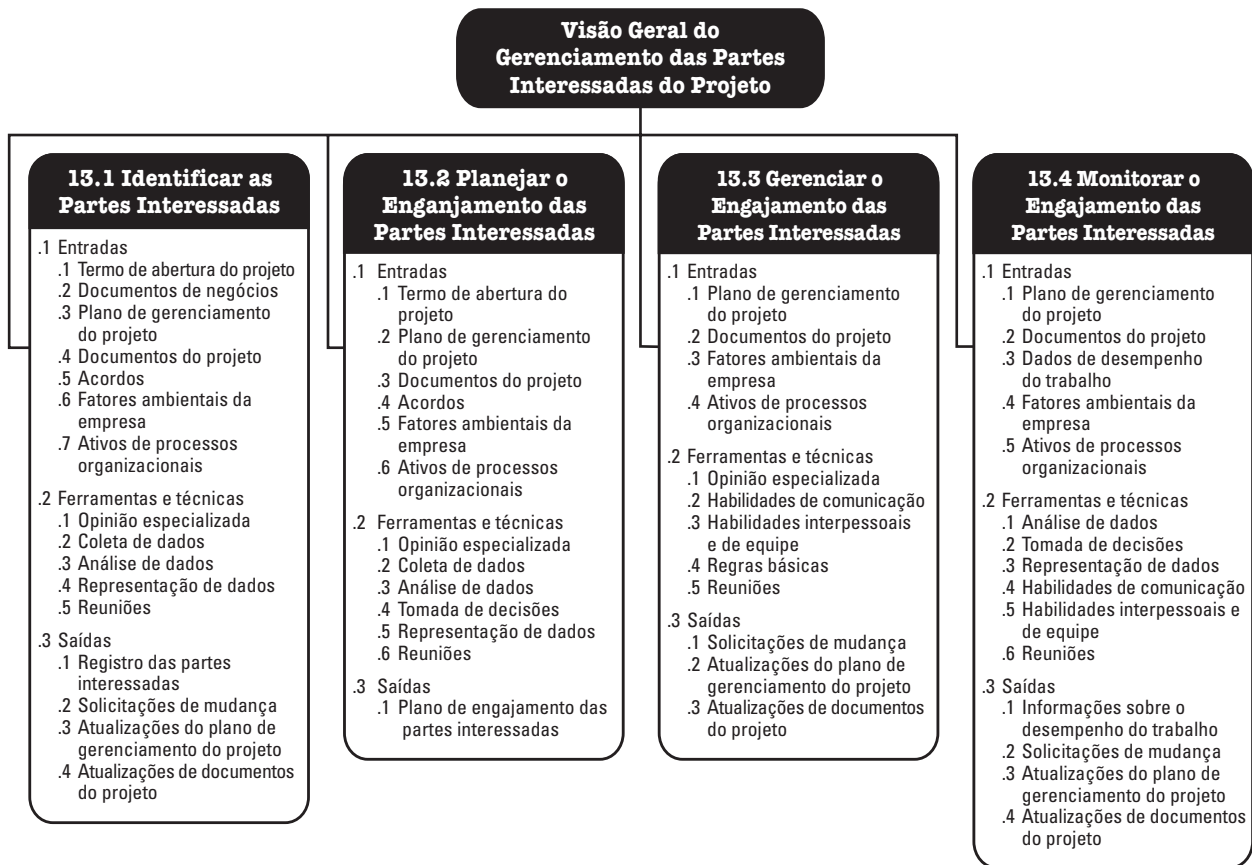 Visão Geral do
Gerenciamento das Partes
Interessadas do Projeto
13.1 Identificar as
Partes Interessadas
.1 Entradas
.1 Termo de abertura do projeto
.2 Documentos de negócios
.3 Plano de gerenciamento
do projeto
.4 Documentos do projeto
.5 Acordos
.6 Fatores ambientais da
empresa
.7 Ativos de processos
organizacionais
.2 Ferramentas e técnicas
.1 Opinião especializada
.2 Coleta de dados
.3 Análise de dados
.4 Representação de dados
.5 Reuniões
.3 Saídas
.1 Registro das partes
interessadas
.2 Solicitações de mudança
.3 Atualizações do plano de
gerenciamento do projeto
.4 Atualizações de documentos
do projeto
13.2 Planejar o
Enganjamento das
Partes Interessadas
.1 Entradas
.1 Termo de abertura do
projeto
.2 Plano de gerenciamento
do projeto
.3 Documentos do projeto
.4 Acordos
.5 Fatores ambientais da
empresa
.6 Ativos de processos
organizacionais
.2 Ferramentas e técnicas
.1 Opinião especializada
.2 Coleta de dados
.3 Análise de dados
.4 Tomada de decisões
.5 Representação de dados
.6 Reuniões
.3 Saídas
.1 Plano de engajamento das
partes interessadas
13.3 Gerenciar o
Engajamento das
Partes Interessadas
.1 Entradas
.1 Plano de gerenciamento
do projeto
.2 Documentos do projeto
.3 Fatores ambientais da
empresa
.4 Ativos de processos
organizacionais
.2 Ferramentas e técnicas
.1 Opinião especializada
.2 Habilidades de comunicação
.3 Habilidades interpessoais
e de equipe
.4 Regras básicas
.5 Reuniões
.3 Saídas
.1 Solicitações de mudança
.2 Atualizações do plano de
gerenciamento do projeto
.3 Atualizações de documentos
do projeto
13.4 Monitorar o
Engajamento das
Partes Interessadas
.1 Entradas
.1 Plano de gerenciamento
do projeto
.2 Documentos do projeto
.3 Dados de desempenho
do trabalho
.4 Fatores ambientais da
empresa
.5 Ativos de processos
organizacionais
.2 Ferramentas e técnicas
.1 Análise de dados
.2 Tomada de decisões
.3 Representação de dados
.4 Habilidades de comunicação
.5 Habilidades interpessoais e
de equipe
.6 Reuniões
.3 Saídas
.1 Informações sobre o
desempenho do trabalho
.2 Solicitações de mudança
.3 Atualizações do plano de
gerenciamento do projeto
.4 Atualizações de documentos
do projeto